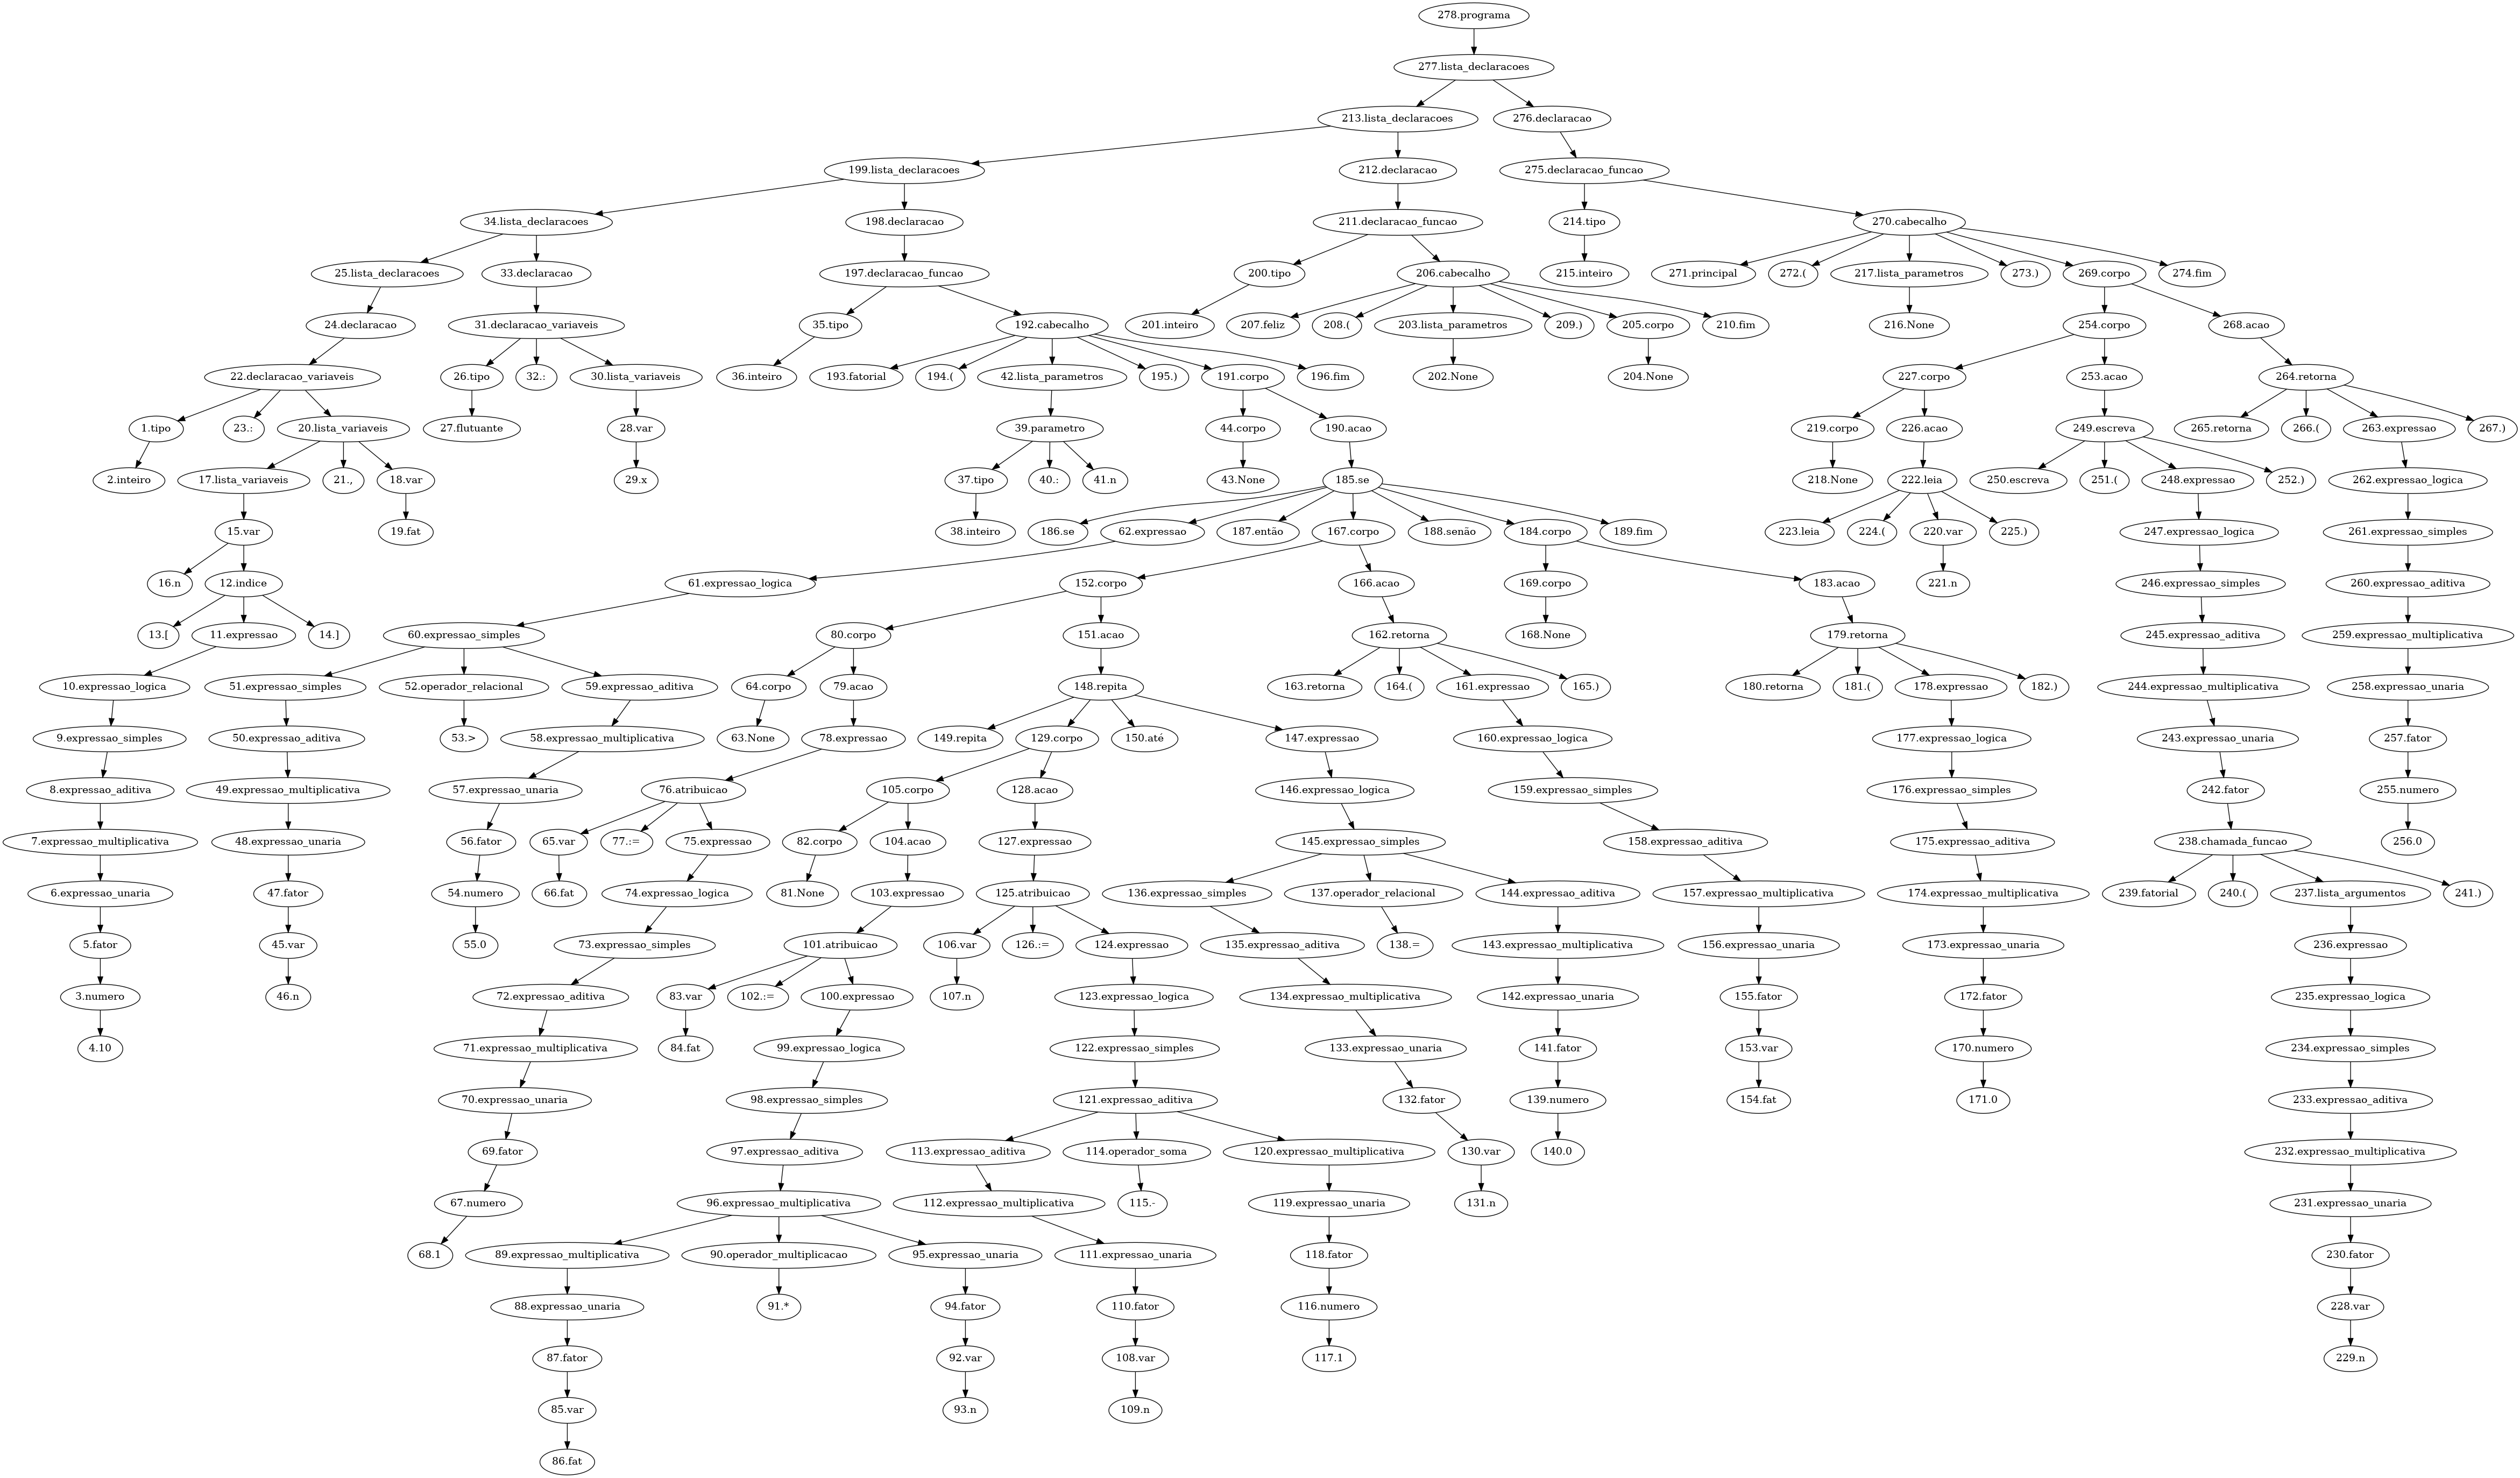 278.programa
277.lista_declaracoes
213.lista_declaracoes 276.declaracao
199.lista_declaracoes 212.declaracao 275.declaracao_funcao
34.lista_declaracoes 198.declaracao 211.declaracao_funcao 214.tipo 270.cabecalho
25.lista_declaracoes 33.declaracao 197.declaracao_funcao 200.tipo 206.cabecalho 215.inteiro 271.principal 272.( 217.lista_parametros 273.) 269.corpo 274.fim
24.declaracao 31.declaracao_variaveis 35.tipo 192.cabecalho 201.inteiro 207.feliz 208.( 203.lista_parametros 209.) 205.corpo 210.fim 216.None 254.corpo 268.acao
22.declaracao_variaveis 26.tipo 32.: 30.lista_variaveis 36.inteiro 193.fatorial 194.( 42.lista_parametros 195.) 191.corpo 196.fim 202.None 204.None 227.corpo 253.acao 264.retorna
1.tipo 23.: 20.lista_variaveis 27.flutuante 28.var 39.parametro 44.corpo 190.acao 219.corpo 226.acao 249.escreva 265.retorna 266.( 263.expressao 267.)
2.inteiro 17.lista_variaveis 21., 18.var 29.x 37.tipo 40.: 41.n 43.None 185.se 218.None 222.leia 250.escreva 251.( 248.expressao 252.) 262.expressao_logica
15.var 19.fat 38.inteiro 186.se 62.expressao 187.então 167.corpo 188.senão 184.corpo 189.fim 223.leia 224.( 220.var 225.) 247.expressao_logica 261.expressao_simples
16.n 12.indice 61.expressao_logica 152.corpo 166.acao 169.corpo 183.acao 221.n 246.expressao_simples 260.expressao_aditiva
13.[ 11.expressao 14.] 60.expressao_simples 80.corpo 151.acao 162.retorna 168.None 179.retorna 245.expressao_aditiva 259.expressao_multiplicativa
10.expressao_logica 51.expressao_simples 52.operador_relacional 59.expressao_aditiva 64.corpo 79.acao 148.repita 163.retorna 164.( 161.expressao 165.) 180.retorna 181.( 178.expressao 182.) 244.expressao_multiplicativa 258.expressao_unaria
9.expressao_simples 50.expressao_aditiva 53.> 58.expressao_multiplicativa 63.None 78.expressao 149.repita 129.corpo 150.até 147.expressao 160.expressao_logica 177.expressao_logica 243.expressao_unaria 257.fator
8.expressao_aditiva 49.expressao_multiplicativa 57.expressao_unaria 76.atribuicao 105.corpo 128.acao 146.expressao_logica 159.expressao_simples 176.expressao_simples 242.fator 255.numero
7.expressao_multiplicativa 48.expressao_unaria 56.fator 65.var 77.:= 75.expressao 82.corpo 104.acao 127.expressao 145.expressao_simples 158.expressao_aditiva 175.expressao_aditiva 238.chamada_funcao 256.0
6.expressao_unaria 47.fator 54.numero 66.fat 74.expressao_logica 81.None 103.expressao 125.atribuicao 136.expressao_simples 137.operador_relacional 144.expressao_aditiva 157.expressao_multiplicativa 174.expressao_multiplicativa 239.fatorial 240.( 237.lista_argumentos 241.)
5.fator 45.var 55.0 73.expressao_simples 101.atribuicao 106.var 126.:= 124.expressao 135.expressao_aditiva 138.= 143.expressao_multiplicativa 156.expressao_unaria 173.expressao_unaria 236.expressao
3.numero 46.n 72.expressao_aditiva 83.var 102.:= 100.expressao 107.n 123.expressao_logica 134.expressao_multiplicativa 142.expressao_unaria 155.fator 172.fator 235.expressao_logica
4.10 71.expressao_multiplicativa 84.fat 99.expressao_logica 122.expressao_simples 133.expressao_unaria 141.fator 153.var 170.numero 234.expressao_simples
70.expressao_unaria 98.expressao_simples 121.expressao_aditiva 132.fator 139.numero 154.fat 171.0 233.expressao_aditiva
69.fator 97.expressao_aditiva 113.expressao_aditiva 114.operador_soma 120.expressao_multiplicativa 130.var 140.0 232.expressao_multiplicativa
67.numero 96.expressao_multiplicativa 112.expressao_multiplicativa 115.- 119.expressao_unaria 131.n 231.expressao_unaria
68.1 89.expressao_multiplicativa 90.operador_multiplicacao 95.expressao_unaria 111.expressao_unaria 118.fator 230.fator
88.expressao_unaria 91.* 94.fator 110.fator 116.numero 228.var
87.fator 92.var 108.var 117.1 229.n
85.var 93.n 109.n
86.fat